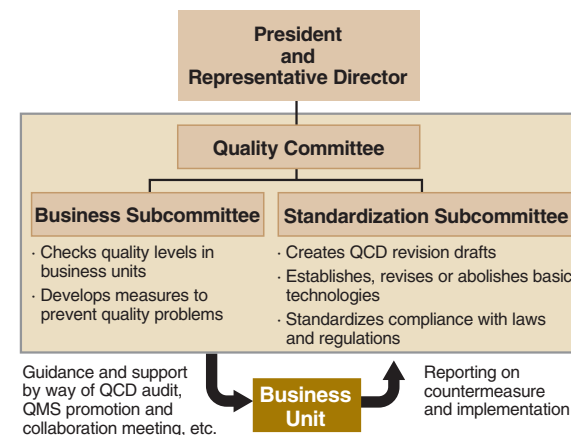 President
and
Representative Director
Quality Committee
Business Subcommittee
· Checks quality levels in
business units
· Develops measures to
prevent quality problems
Standardization Subcommittee
· Creates QCD revision drafts
· Establishes, revises or abolishes basic
technologies
· Standardizes compliance with laws
and regulations
Guidance and support
by way of QCD audit,
QMS promotion and
collaboration meeting, etc.
Business
Unit
Reporting on
countermeasure
and implementation